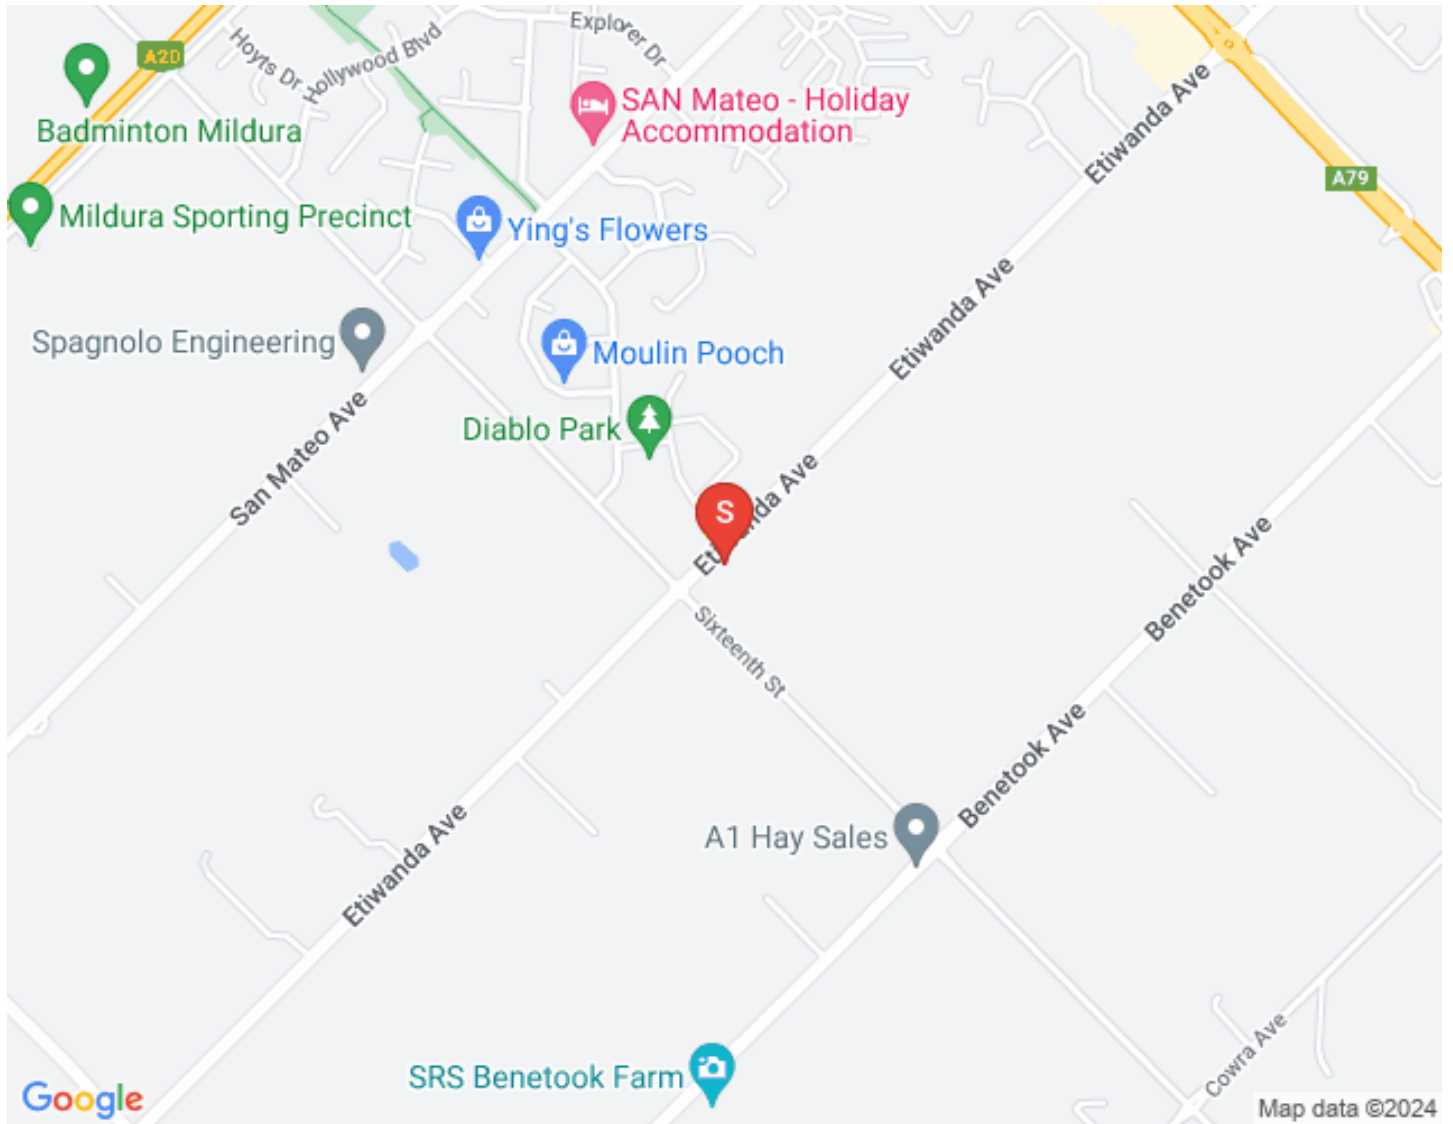 Explorer Dr
Hoyts Dr
Hollywood Blvd
A20
SAN Mateo - Holiday
Accommodation
Badminton Mildura
Etiwanda Ave
A79
Mildura Sporting Precinct
Ying's Flowers
Etiwanda Ave
Spagnolo Engineering
Moulin Pooch
San Mateo Ave
Diablo Park
Etiwanda Ave
S
Benetook Ave
Sixteenth St
Benetook Ave
A1 Hay Sales
Etiwanda Ave
Cowra Ave
SRS Benetook Farm
Google
Map data ©2024